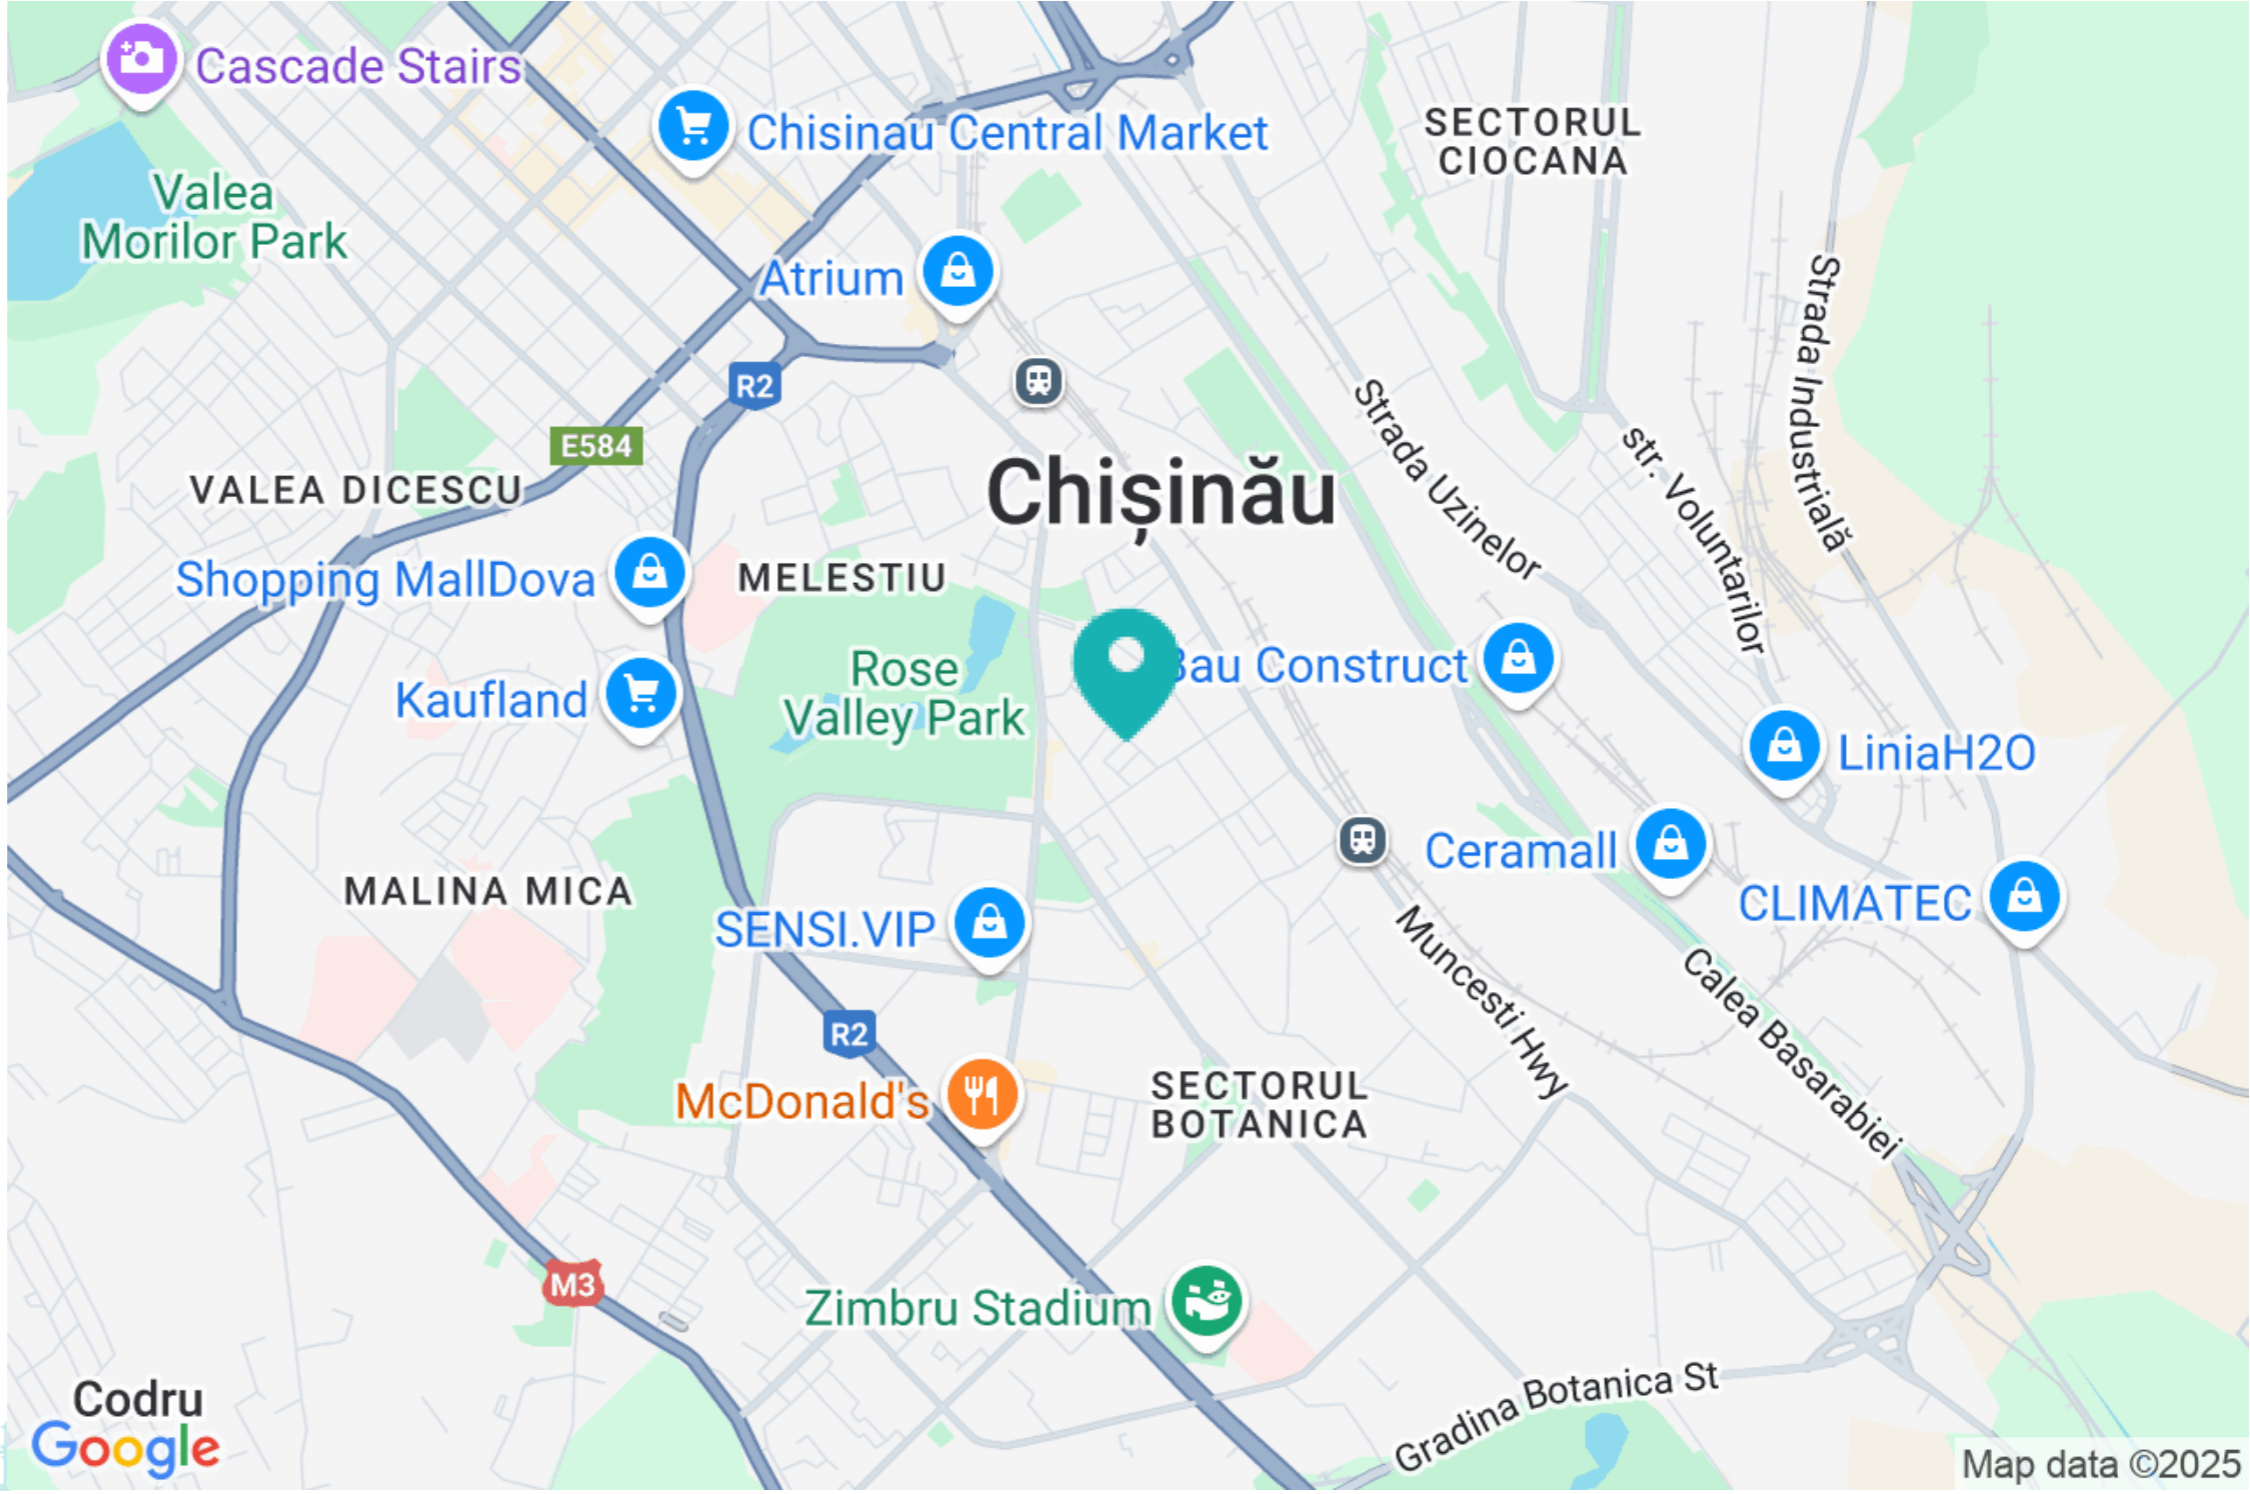 Cascade Stairs
Chisinau Central Market
SECTORUL
CIOCANA
Valea
Morilor Park
Atrium
Strada Industrială
R2
E584
Strada Uzinelor
str. Voluntarilor
VALEA DICESCU
Chișinău
Shopping MallDova
MELESTIU
Kaufland
Rose
Valley Park
Bau Construct
LiniaH2O
Ceramall
MALINA MICA
CLIMATEC
SENSI.VIP
Muncesti Hwy
Calea Basarabiei
R2
McDonald's
SECTORUL
BOTANICA
M3
Zimbru Stadium
Gradina Botanica St
Codru
Google
Map data ©2025